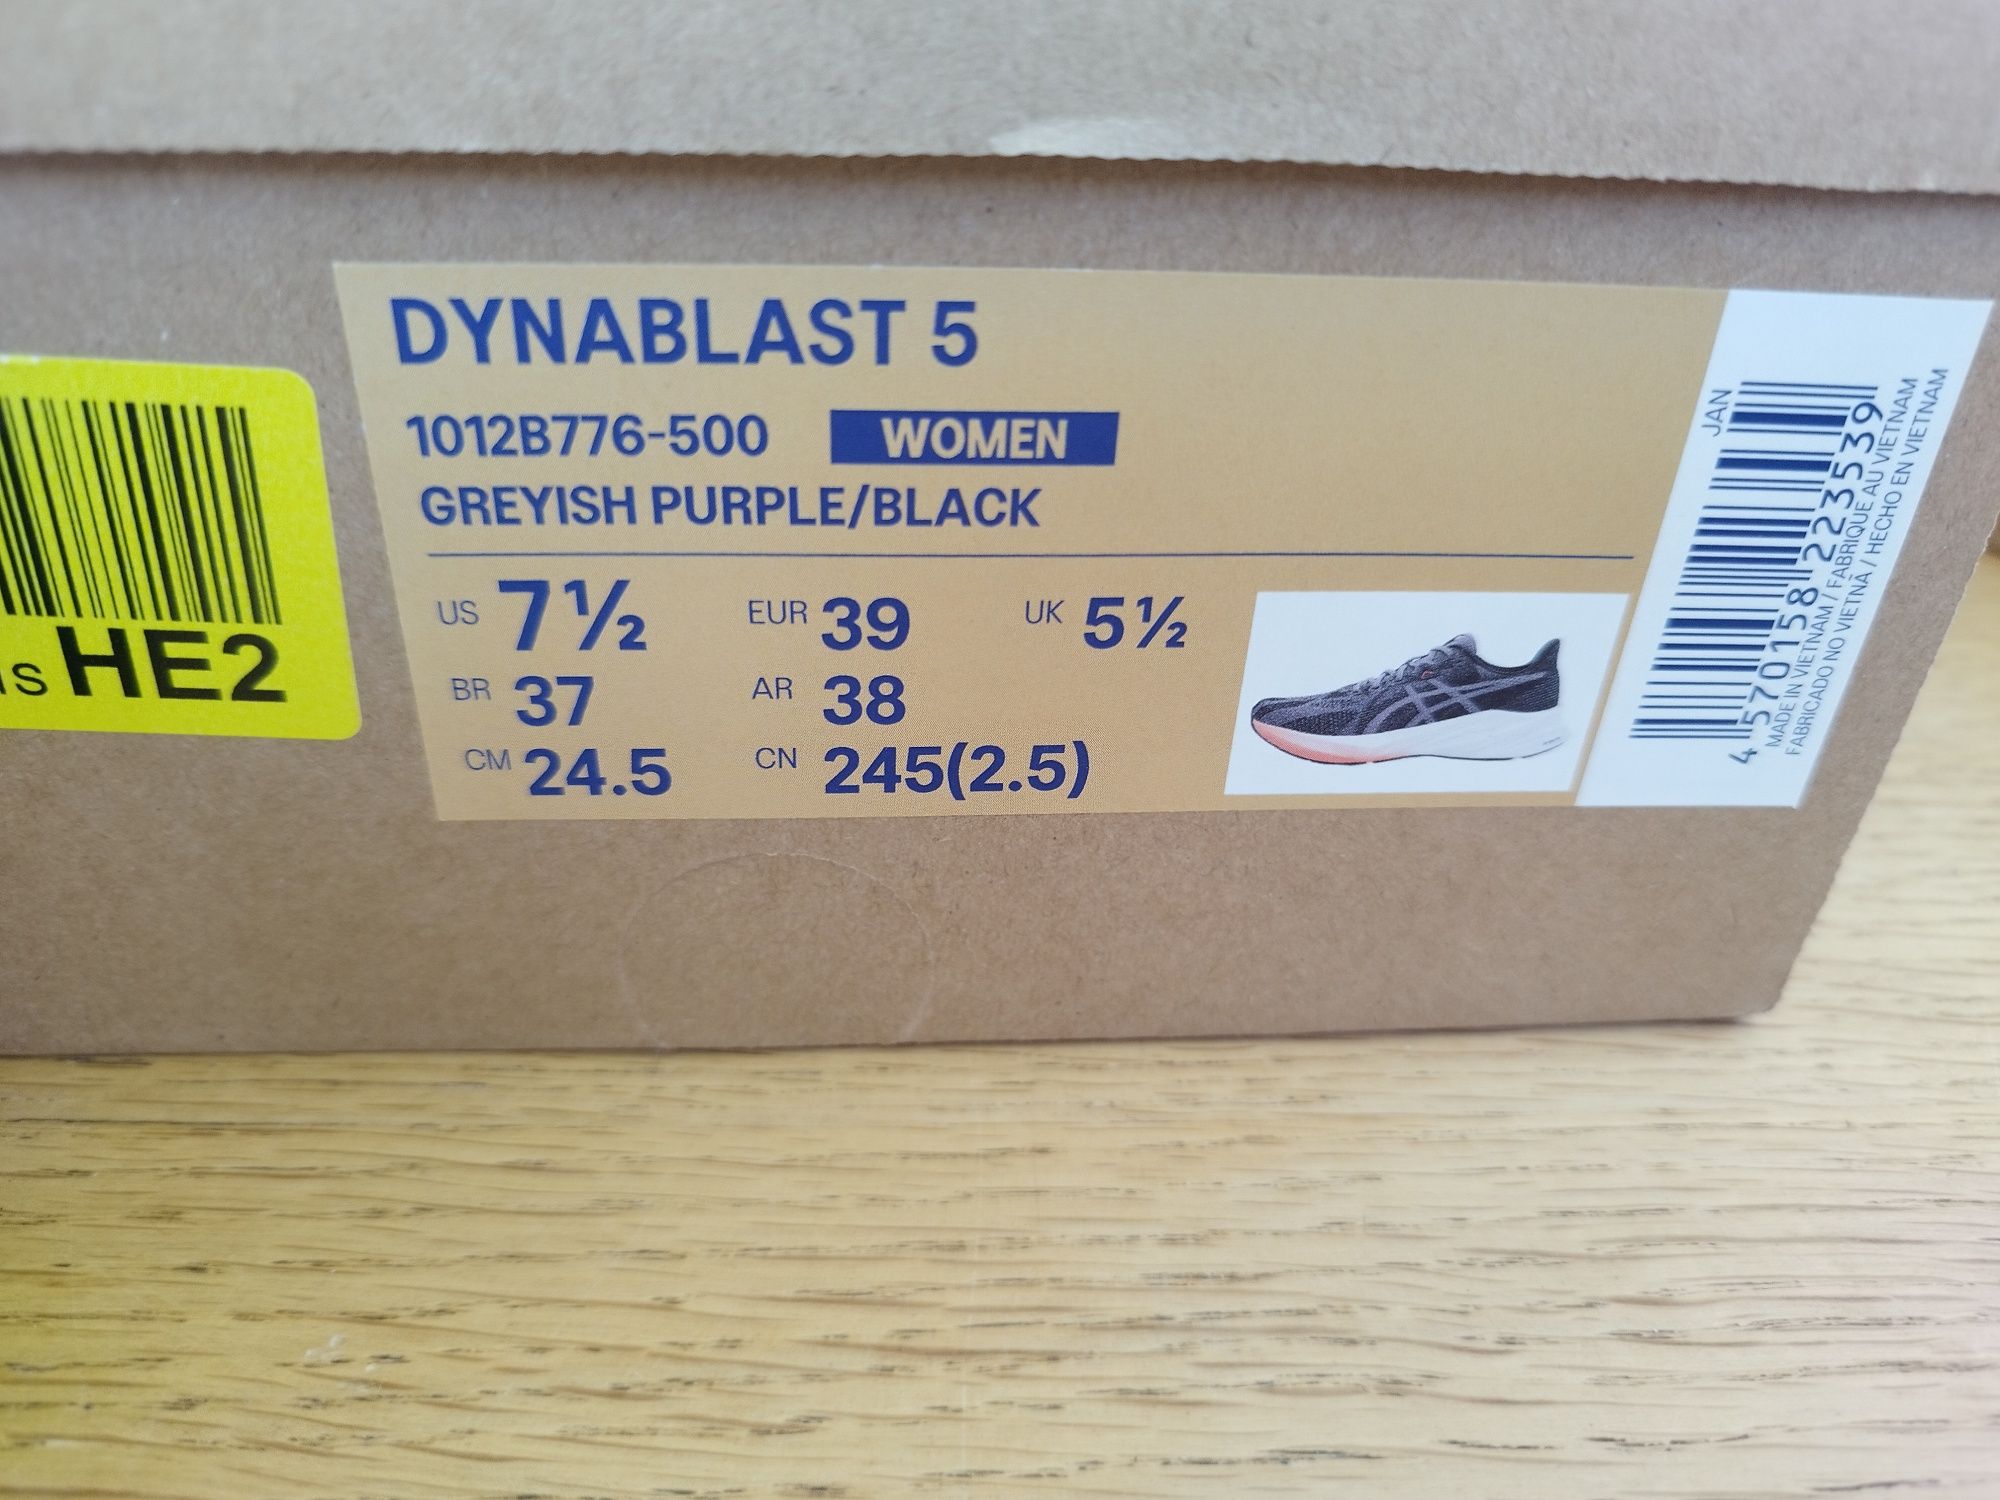 DYNABLAST 5
1012B776-500 WOMEN
GREYISH PURPLE/BLACK
US 7½ EUR 39 UK 5½
BR 37 AR 38
CM 24.5 CN 245(2.5)
HE2
JAN
4 570158 223539
MADE IN VIETNAM / FABRIQUE AU VIETNAM
FABRICADO NO VIETNÃ / HECHO EN VIETNAM